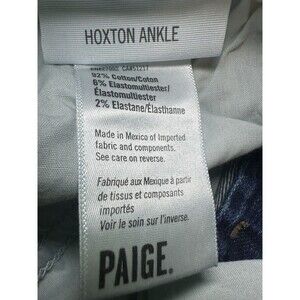 HOXTON ANKLE
92% Cotton/Coton
6% Elastomultiester/
Élastomultiester
2% Elastane/Élasthanne
Made in Mexico of Imported
fabric and components.
See care on reverse.
Fabriqué aux Mexique à partir
de tissus et composants
importés
Voir le soin sur l'inverse.
PAIGE.